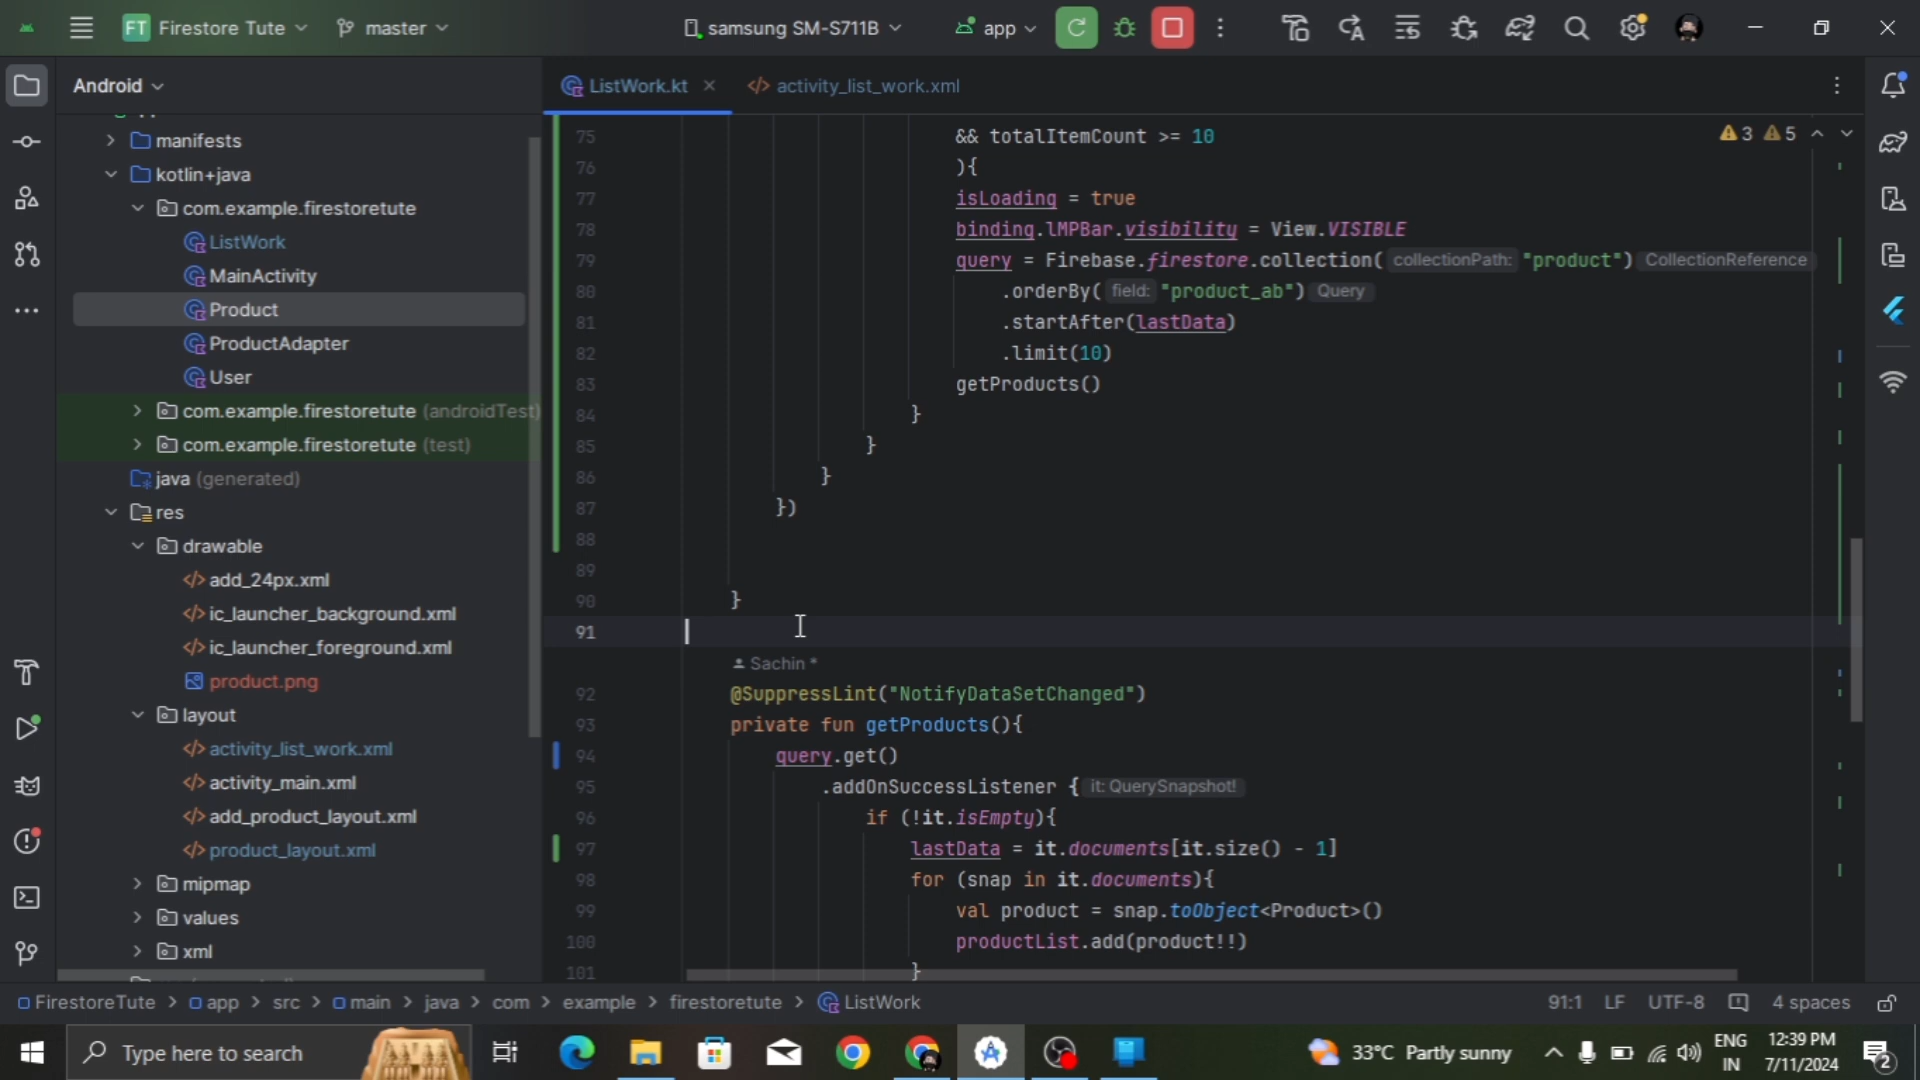 FT Firestore Tute master samsung SM-S711B app
Android
ListWork.kt activity_list_work.xml
manifests
kotlin+java
com.example.firestoretute
ListWork
MainActivity
Product
ProductAdapter
User
com.example.firestoretute (androidTest)
com.example.firestoretute (test)
java (generated)
res
drawable
add_24px.xml
ic_launcher_background.xml
ic_launcher_foreground.xml
product.png
layout
activity_list_work.xml
activity_main.xml
add_product_layout.xml
product_layout.xml
mipmap
values
xml
3 5
75 && totalItemCount >= 10
76 ){
77 isLoading = true
78 binding.lMPBar.visibility = View.VISIBLE
79 query = Firebase.firestore.collection( collectionPath: "product") CollectionReference
80 .orderBy( field: "product_ab") Query
81 .startAfter(lastData)
82 .limit(10)
83 getProducts()
84 }
85 }
86 }
87 })
88
89
90 }
91
Sachin *
92 @SuppressLint("NotifyDataSetChanged")
93 private fun getProducts(){
94 query.get()
95 .addOnSuccessListener { it: QuerySnapshot!
96 if (!it.isEmpty){
97 lastData = it.documents[it.size() - 1]
98 for (snap in it.documents){
99 val product = snap.toObject<Product>()
100 productList.add(product!!)
101 }
FirestoreTute > app > src > main > java > com > example > firestoretute > ListWork 91:1 LF UTF-8 4 spaces
Type here to search
33°C Partly sunny
ENG
IN
12:39 PM
7/11/2024
2